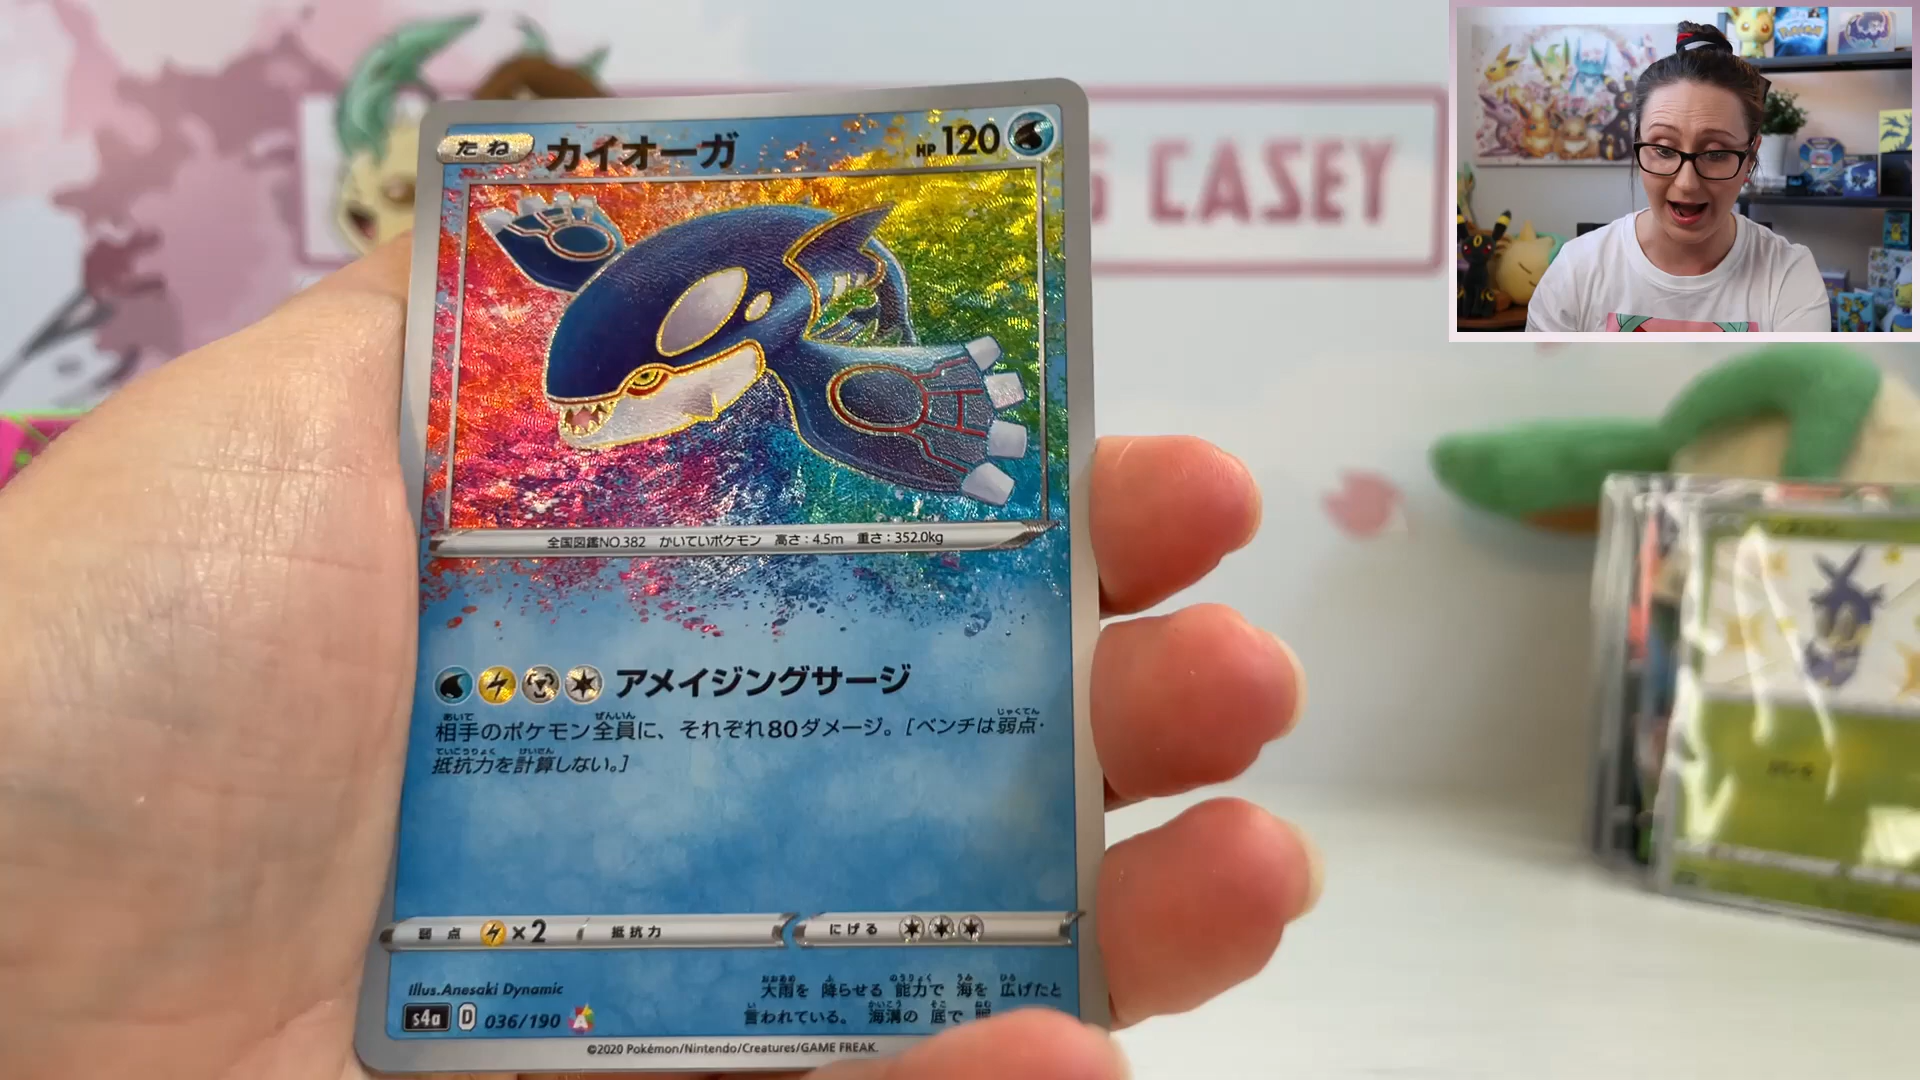 たね カイオーガ HP 120
G CASEY
全国図鑑NO.382 かいていポケモン 高さ:4.5m 重さ:352.0kg
アメイジングサージ
相手のポケモン全員に、それぞれ80ダメージ。[ベンチは弱点・
抵抗力を計算しない。]
弱点 ×2 抵抗力 にげる
Illus.Anesaki Dynamic
大雨を 降らせる 能力で 海を 広げたと
言われている。 海溝の 底で 眠
s4a D 036/190 A
©2020 Pokémon/Nintendo/Creatures/GAME FREAK.